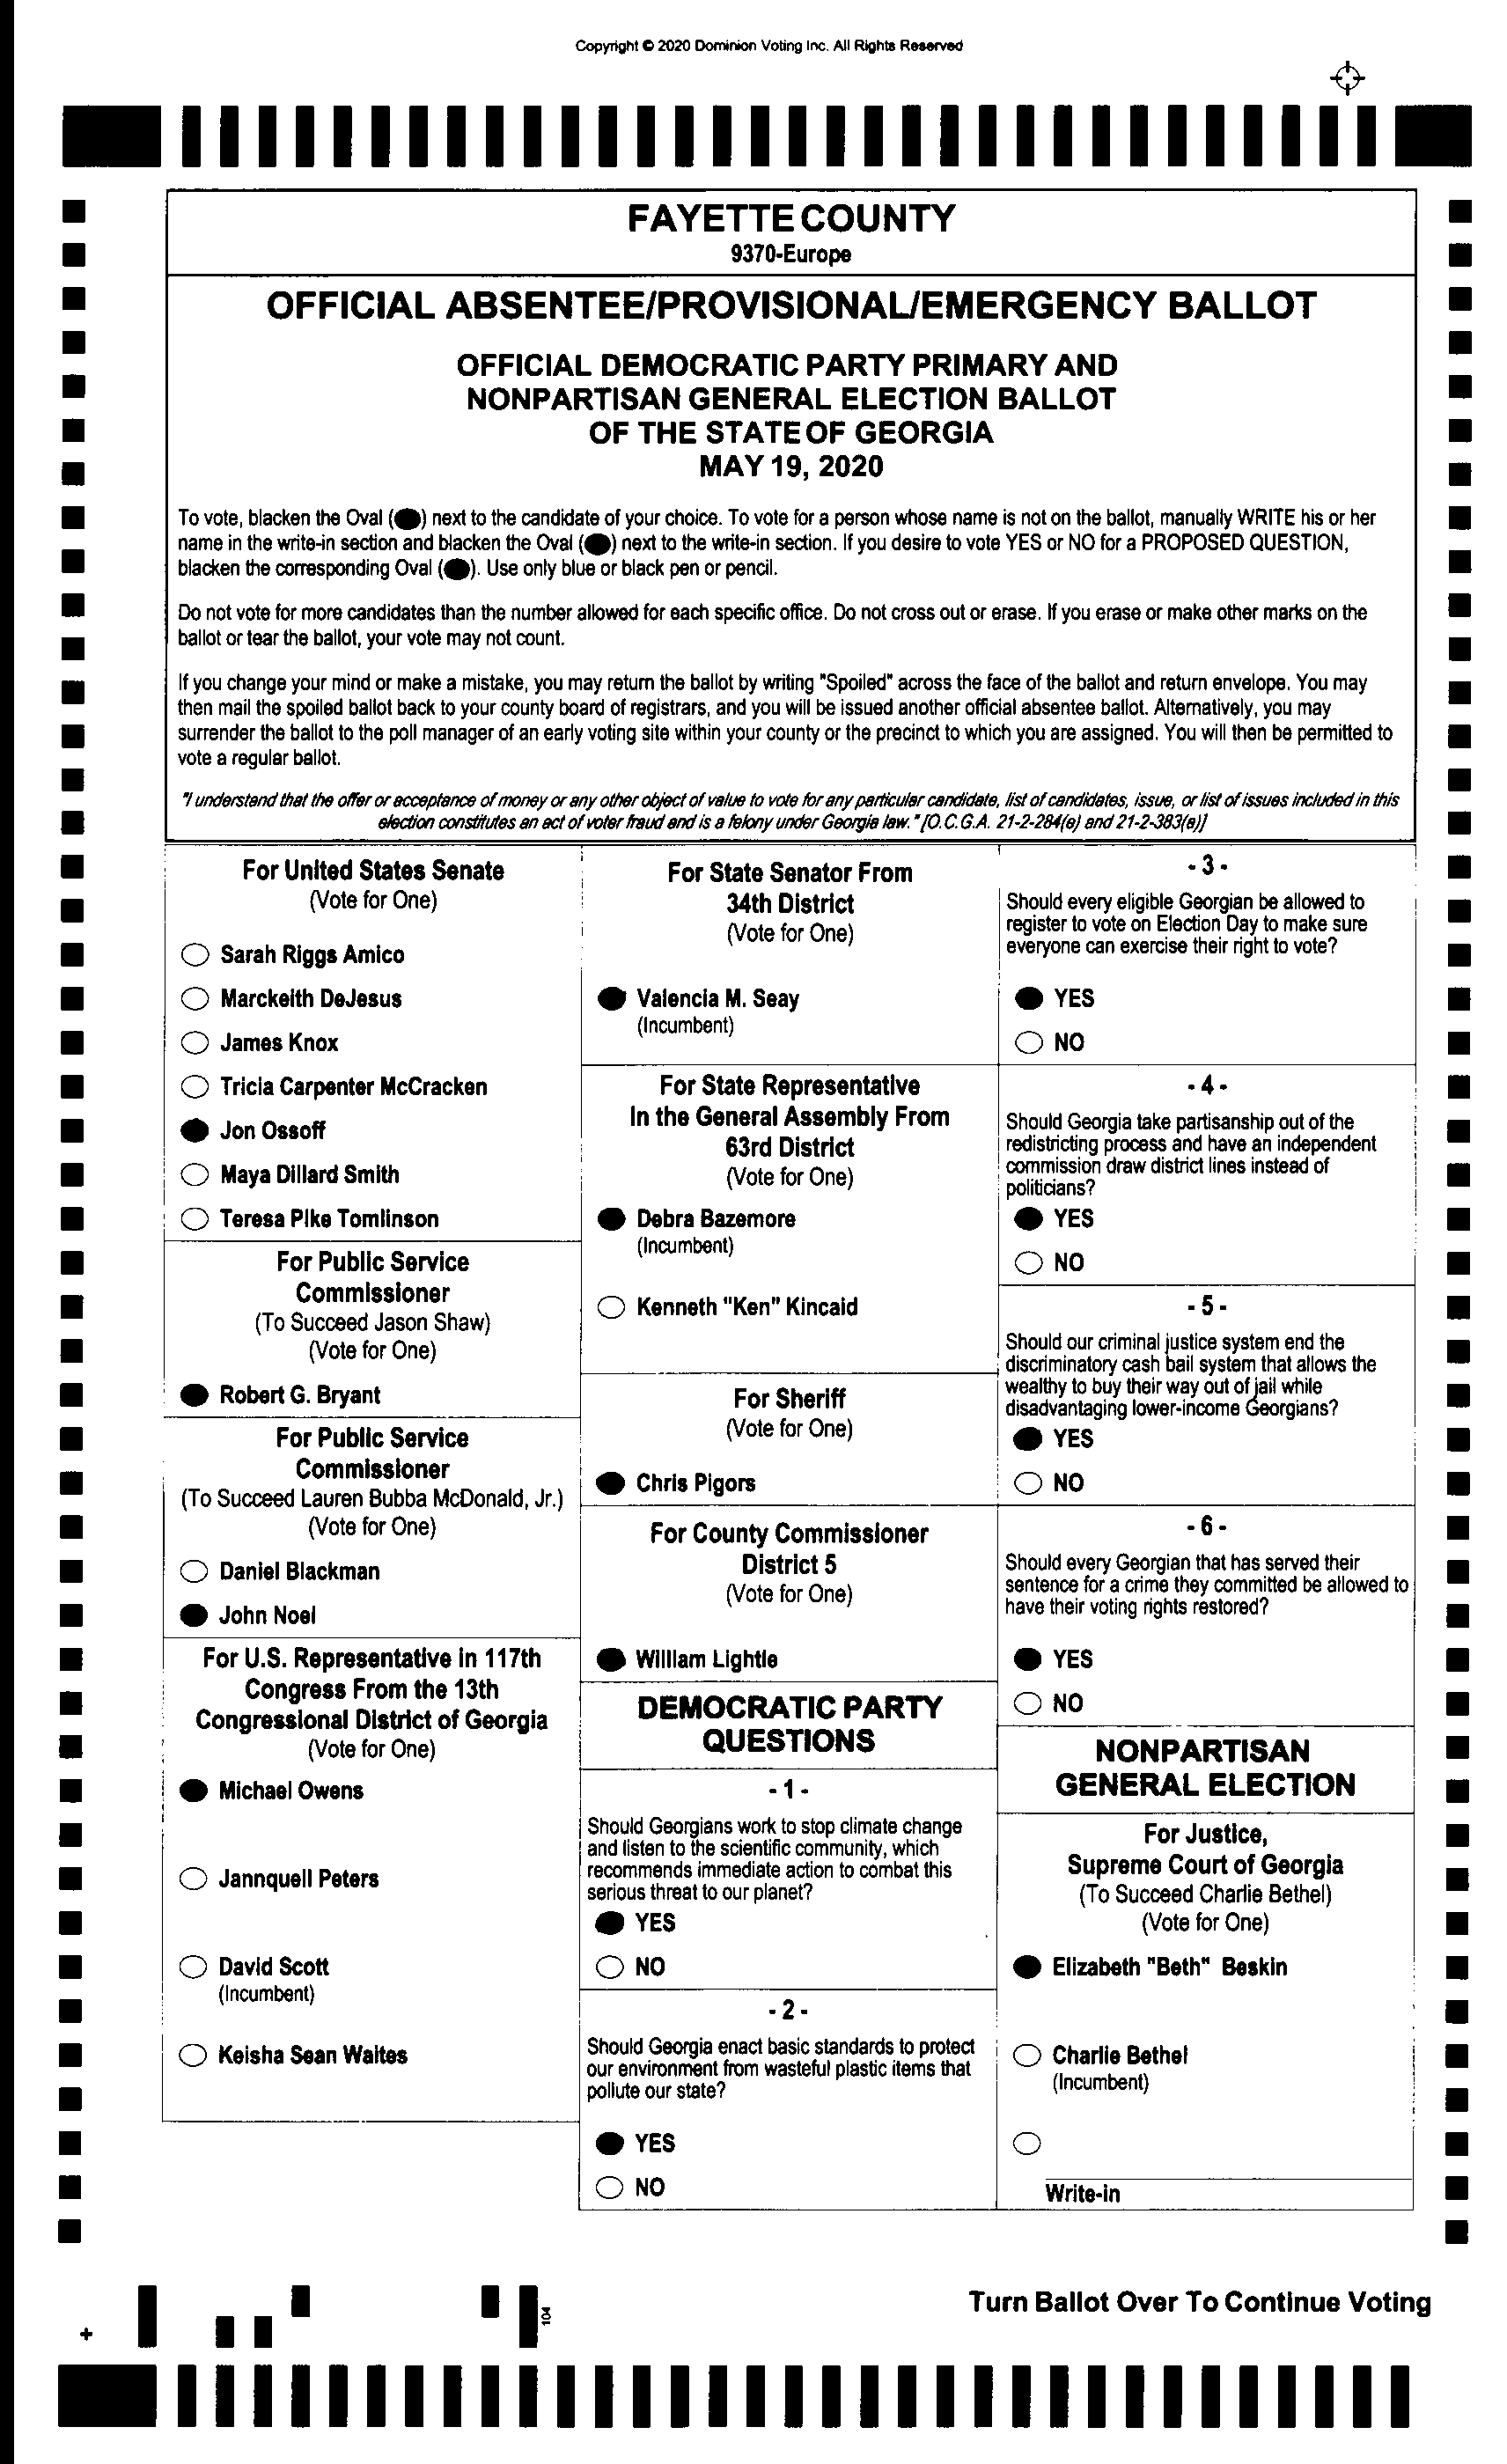 Copyright © 2020 Dominion Voting Inc. All Rights Reserved
FAYETTE COUNTY
9370-Europe
OFFICIAL ABSENTEE/PROVISIONAL/EMERGENCY BALLOT
OFFICIAL DEMOCRATIC PARTY PRIMARY AND
NONPARTISAN GENERAL ELECTION BALLOT
OF THE STATE OF GEORGIA
MAY 19, 2020
To vote, blacken the Oval (●) next to the candidate of your choice. To vote for a person whose name is not on the ballot, manually WRITE his or her
name in the write-in section and blacken the Oval (●) next to the write-in section. If you desire to vote YES or NO for a PROPOSED QUESTION,
blacken the corresponding Oval (●). Use only blue or black pen or pencil.
Do not vote for more candidates than the number allowed for each specific office. Do not cross out or erase. If you erase or make other marks on the
ballot or tear the ballot, your vote may not count.
If you change your mind or make a mistake, you may return the ballot by writing "Spoiled" across the face of the ballot and return envelope. You may
then mail the spoiled ballot back to your county board of registrars, and you will be issued another official absentee ballot. Alternatively, you may
surrender the ballot to the poll manager of an early voting site within your county or the precinct to which you are assigned. You will then be permitted to
vote a regular ballot.
"I understand that the offer or acceptance of money or any other object of value to vote for any particular candidate, list of candidates, issue, or list of issues included in this
election constitutes an act of voter fraud and is a felony under Georgia law." [O.C.G.A. 21-2-284(e) and 21-2-383(a)]
For United States Senate
(Vote for One)
Sarah Riggs Amico
Marckeith DeJesus
James Knox
Tricia Carpenter McCracken
Jon Ossoff
Maya Dillard Smith
Teresa Pike Tomlinson
For Public Service
Commissioner
(To Succeed Jason Shaw)
(Vote for One)
Robert G. Bryant
For Public Service
Commissioner
(To Succeed Lauren Bubba McDonald, Jr.)
(Vote for One)
Daniel Blackman
John Noel
For U.S. Representative in 117th
Congress From the 13th
Congressional District of Georgia
(Vote for One)
Michael Owens
Jannquell Peters
David Scott
(Incumbent)
Keisha Sean Waites
For State Senator From
34th District
(Vote for One)
Valencia M. Seay
(Incumbent)
For State Representative
In the General Assembly From
63rd District
(Vote for One)
Debra Bazemore
(Incumbent)
Kenneth "Ken" Kincaid
For Sheriff
(Vote for One)
Chris Pigors
For County Commissioner
District 5
(Vote for One)
William Lightle
DEMOCRATIC PARTY
QUESTIONS
- 1 -
Should Georgians work to stop climate change
and listen to the scientific community, which
recommends immediate action to combat this
serious threat to our planet?
YES
NO
- 2 -
Should Georgia enact basic standards to protect
our environment from wasteful plastic items that
pollute our state?
YES
NO
- 3 -
Should every eligible Georgian be allowed to
register to vote on Election Day to make sure
everyone can exercise their right to vote?
YES
NO
- 4 -
Should Georgia take partisanship out of the
redistricting process and have an independent
commission draw district lines instead of
politicians?
YES
NO
- 5 -
Should our criminal justice system end the
discriminatory cash bail system that allows the
wealthy to buy their way out of jail while
disadvantaging lower-income Georgians?
YES
NO
- 6 -
Should every Georgian that has served their
sentence for a crime they committed be allowed to
have their voting rights restored?
YES
NO
NONPARTISAN
GENERAL ELECTION
For Justice,
Supreme Court of Georgia
(To Succeed Charlie Bethel)
(Vote for One)
Elizabeth "Beth" Beskin
Charlie Bethel
(Incumbent)
Write-in
Turn Ballot Over To Continue Voting
104
+